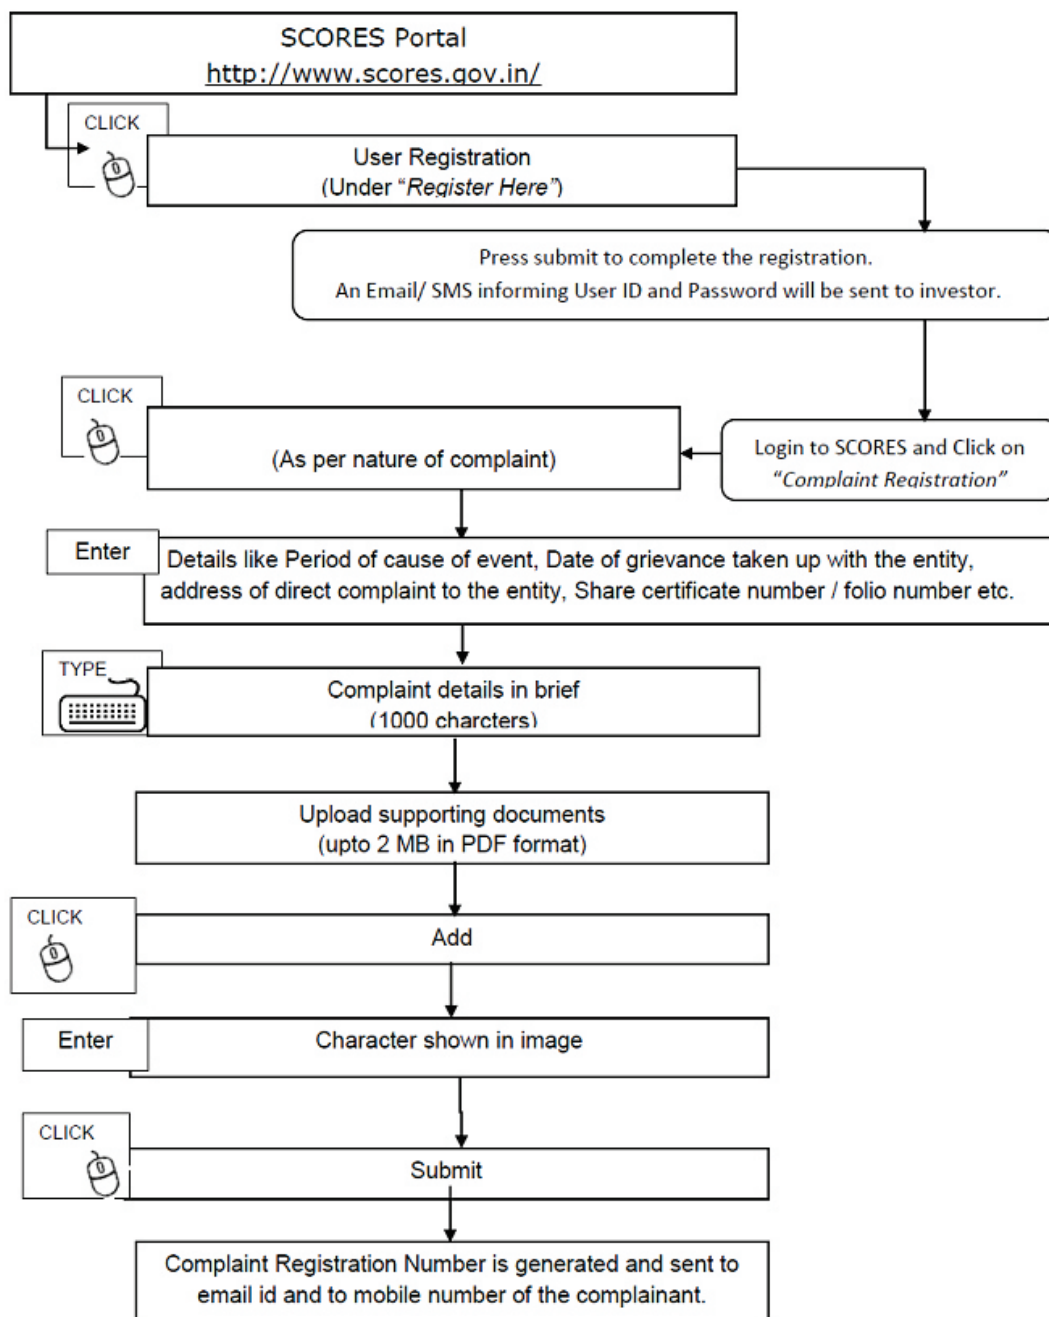 SCORES Portal
http://www.scores.gov.in/
CLICK
User Registration
(Under “Register Here”)
Press submit to complete the registration.
An Email/ SMS informing User ID and Password will be sent to investor.
CLICK
(As per nature of complaint)
Login to SCORES and Click on
“Complaint Registration”
Enter
Details like Period of cause of event, Date of grievance taken up with the entity,
address of direct complaint to the entity, Share certificate number / folio number etc.
TYPE
Complaint details in brief
(1000 charcters)
Upload supporting documents
(upto 2 MB in PDF format)
CLICK
Add
Enter
Character shown in image
CLICK
Submit
Complaint Registration Number is generated and sent to
email id and to mobile number of the complainant.